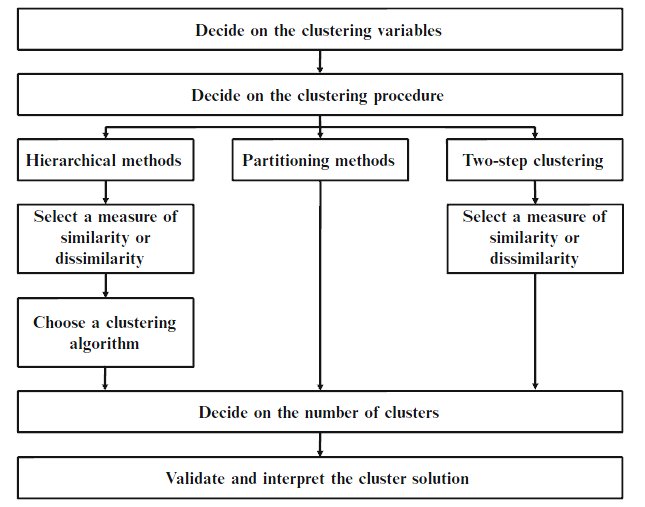 Decide on the clustering variables
Decide on the clustering procedure
Hierarchical methods
Partitioning methods
Two-step clustering
Select a measure of
similarity or
dissimilarity
Select a measure of
similarity or
dissimilarity
Choose a clustering
algorithm
Decide on the number of clusters
Validate and interpret the cluster solution